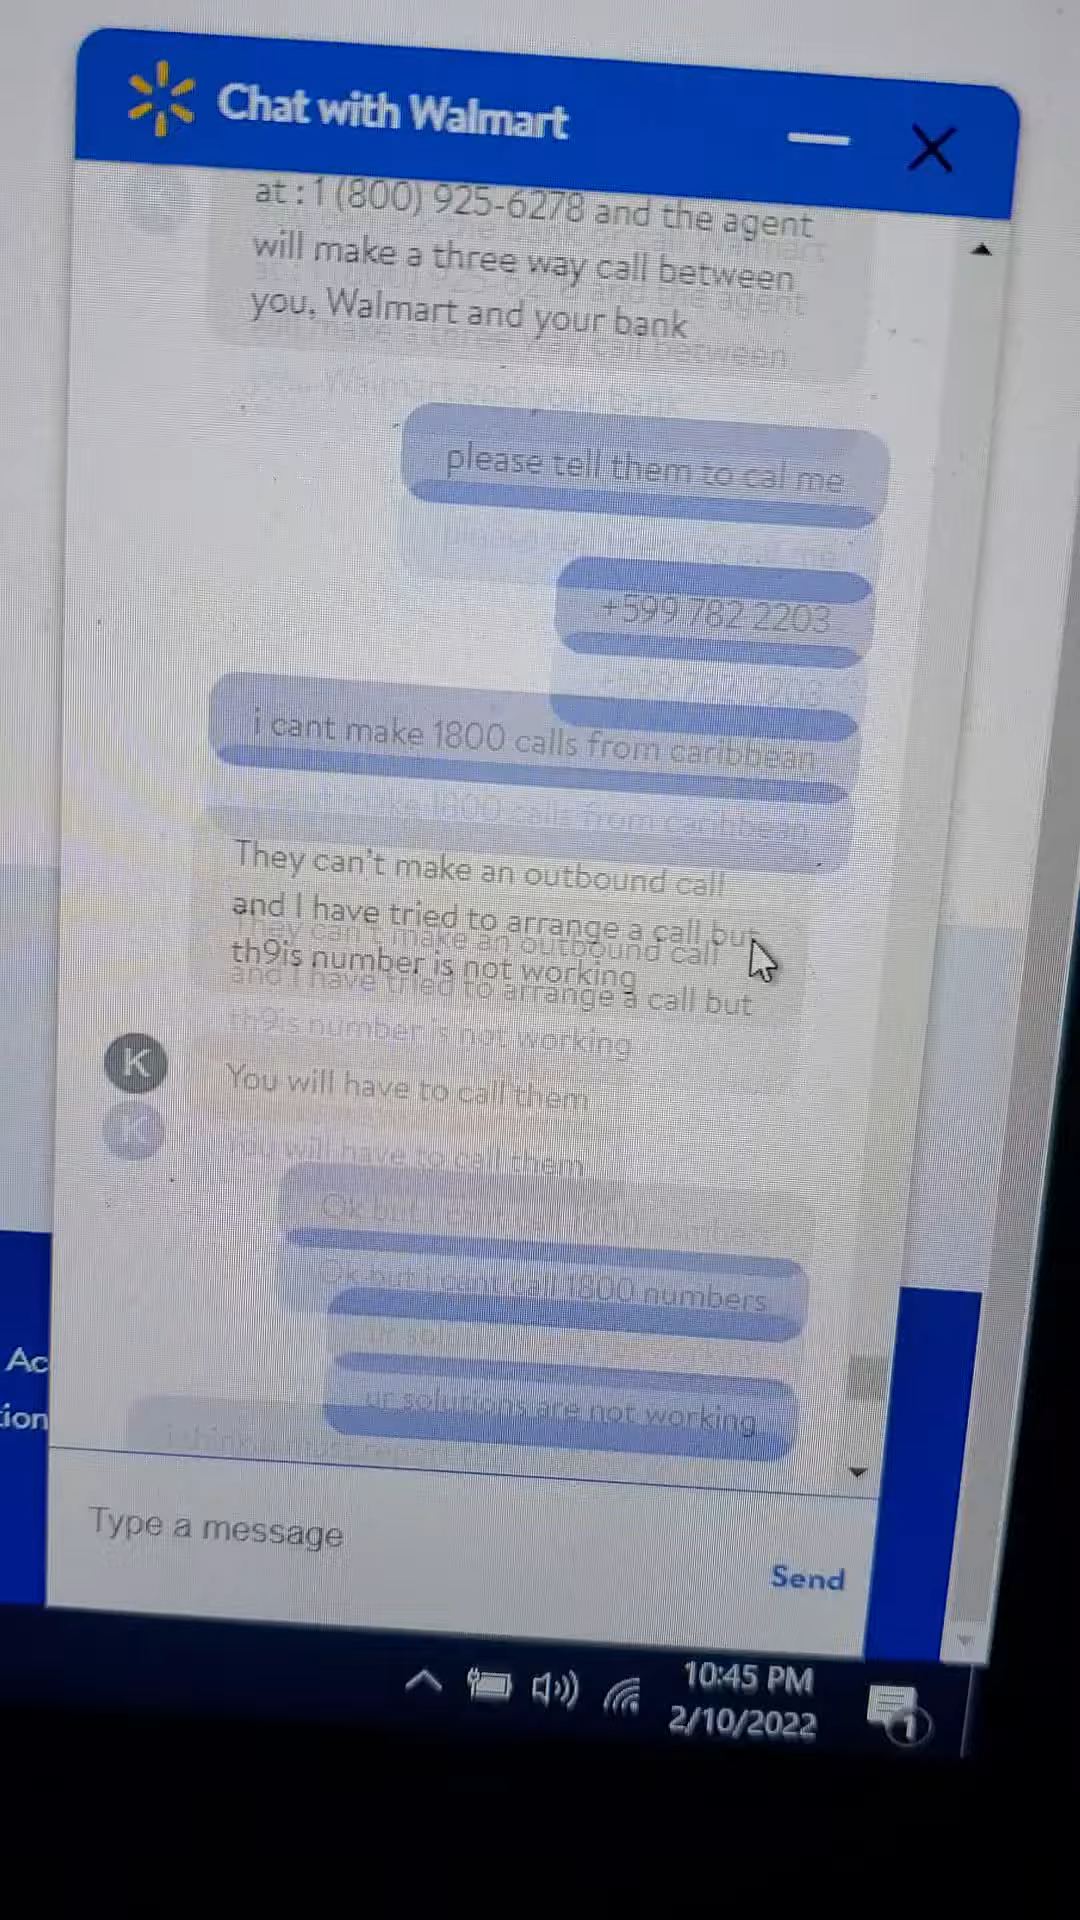 Chat with Walmart
at : 1 (800) 925-6278 and the agent
will make a three way call between
you, Walmart and your bank
please tell them to cal me
+599 782 2203
i cant make 1800 calls from caribbean
They can't make an outbound call
and I have tried to arrange a call but
th9is number is not working
K
You will have to call them
Ok but i cant call 1800 numbers
ur solutions are not working
Ac
tion
Type a message
Send
10:45 PM
2/10/2022
1